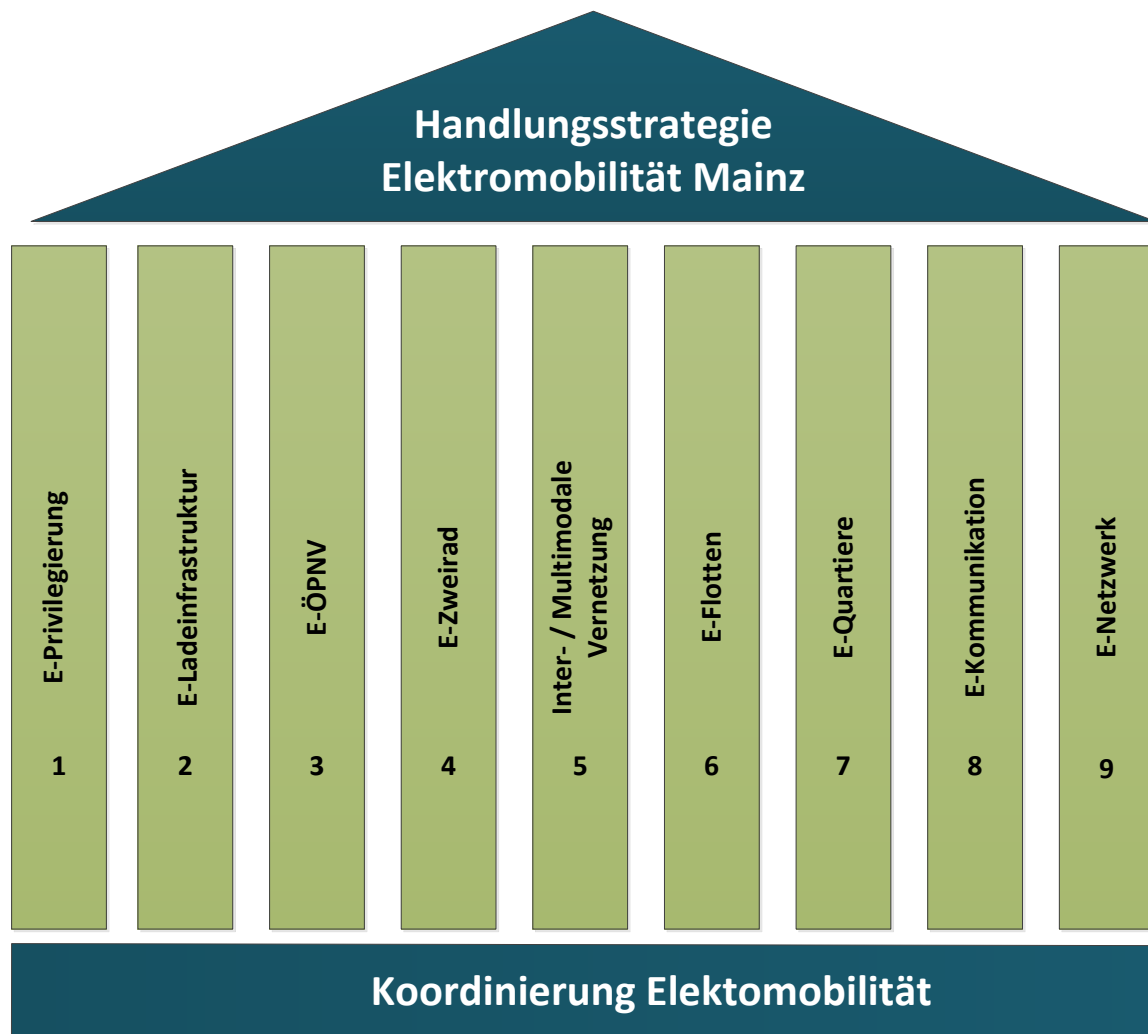 Handlungsstrategie
Elektromobilität Mainz
E-Privilegierung
1
E-Ladeinfrastruktur
2
E-ÖPNV
3
E-Zweirad
4
Inter- / Multimodale
Vernetzung
5
E-Flotten
6
E-Quartiere
7
E-Kommunikation
8
E-Netzwerk
9
Koordinierung Elektomobilität